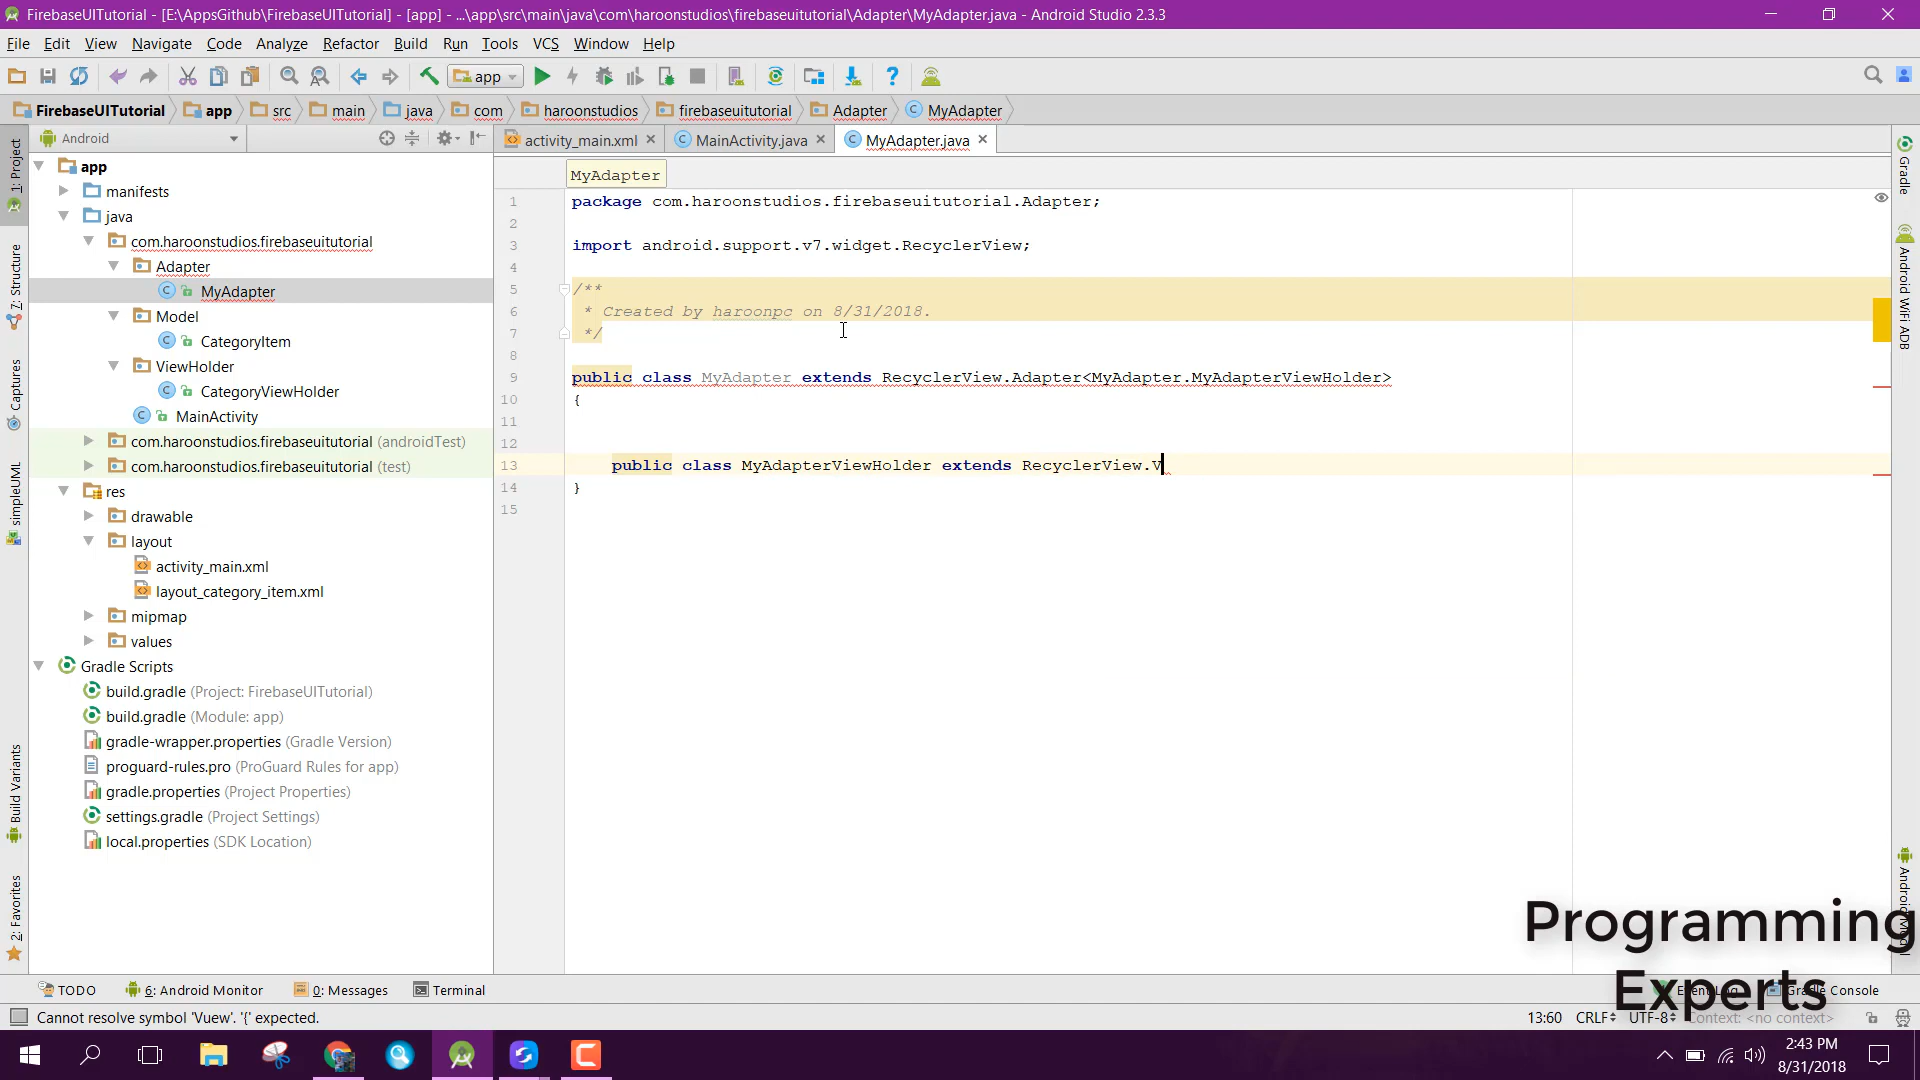 FirebaseUITutorial - [E:\AppsGithub\FirebaseUITutorial] - [app] - ...\app\src\main\java\com\haroonstudios\firebaseuitutorial\Adapter\MyAdapter.java - Android Studio 2.3.3
File Edit View Navigate Code Analyze Refactor Build Run Tools VCS Window Help
app
FirebaseUITutorial app src main java com haroonstudios firebaseuitutorial Adapter MyAdapter
Android
activity_main.xml MainActivity.java MyAdapter.java
MyAdapter
app
manifests
java
com.haroonstudios.firebaseuitutorial
Adapter
MyAdapter
Model
CategoryItem
ViewHolder
CategoryViewHolder
MainActivity
com.haroonstudios.firebaseuitutorial (androidTest)
com.haroonstudios.firebaseuitutorial (test)
res
drawable
layout
activity_main.xml
layout_category_item.xml
mipmap
values
Gradle Scripts
build.gradle (Project: FirebaseUITutorial)
build.gradle (Module: app)
gradle-wrapper.properties (Gradle Version)
proguard-rules.pro (ProGuard Rules for app)
gradle.properties (Project Properties)
settings.gradle (Project Settings)
local.properties (SDK Location)
1 package com.haroonstudios.firebaseuitutorial.Adapter;
2
3 import android.support.v7.widget.RecyclerView;
4
5 /**
6 * Created by haroonpc on 8/31/2018.
7 */
8
9 public class MyAdapter extends RecyclerView.Adapter<MyAdapter.MyAdapterViewHolder>
10 {
11
12
13 public class MyAdapterViewHolder extends RecyclerView.V
14 }
15
1: Project
7: Structure
Captures
simpleUML
Build Variants
2: Favorites
Gradle
Android WiFi ADB
Programming
Experts
TODO 6: Android Monitor 0: Messages Terminal Gradle Console
Cannot resolve symbol 'Vuew'. '{' expected. 13:60 CRLF UTF-8 Context: <no context>
2:43 PM
8/31/2018